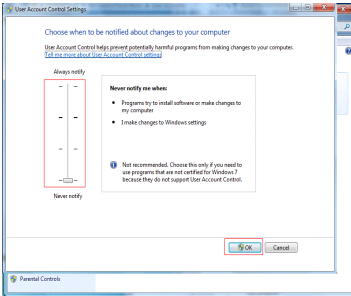 User Account Control Settings
Choose when to be notified about changes to your computer
User Account Control helps prevent potentially harmful programs from making changes to your computer.
Tell me more about User Account Control settings
Always notify
Never notify me when:
Programs try to install software or make changes to
my computer
I make changes to Windows settings
Not recommended. Choose this only if you need to
use programs that are not certified for Windows 7
because they do not support User Account Control.
Never notify
OK
Cancel
Parental Controls